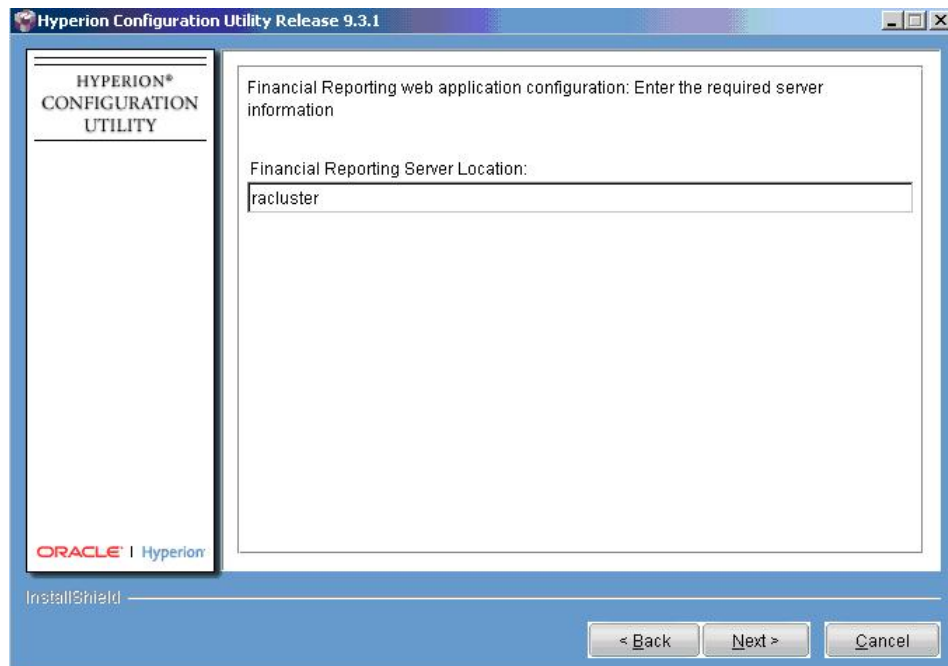 Hyperion Configuration Utility Release 9.3.1
HYPERION®
CONFIGURATION
UTILITY
Financial Reporting web application configuration: Enter the required server
information
Financial Reporting Server Location:
racluster
ORACLE® | Hyperion®
InstallShield
< Back
Next >
Cancel